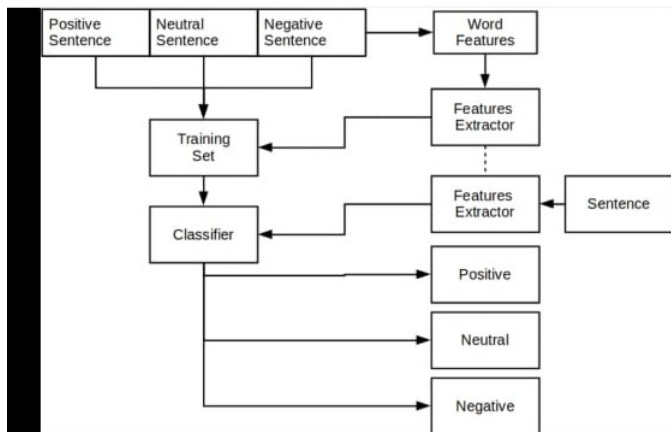 Positive
Sentence
Neutral
Sentence
Negative
Sentence
Word
Features
Features
Extractor
Training
Set
Features
Extractor
Sentence
Classifier
Positive
Neutral
Negative